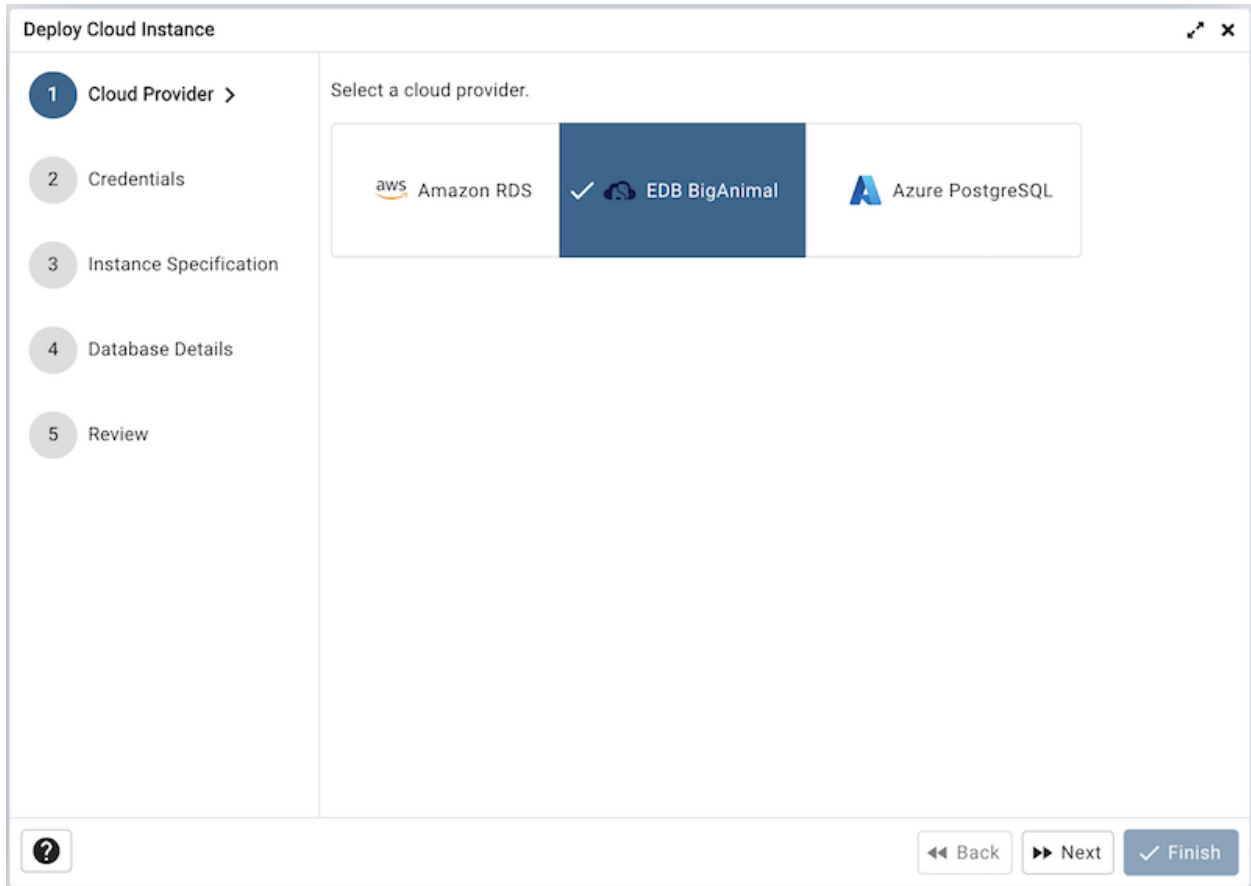 Deploy Cloud Instance
1 Cloud Provider
Select a cloud provider.
aws Amazon RDS
EDB BigAnimal
Azure PostgreSQL
2 Credentials
3 Instance Specification
4 Database Details
5 Review
?
Back
Next
Finish